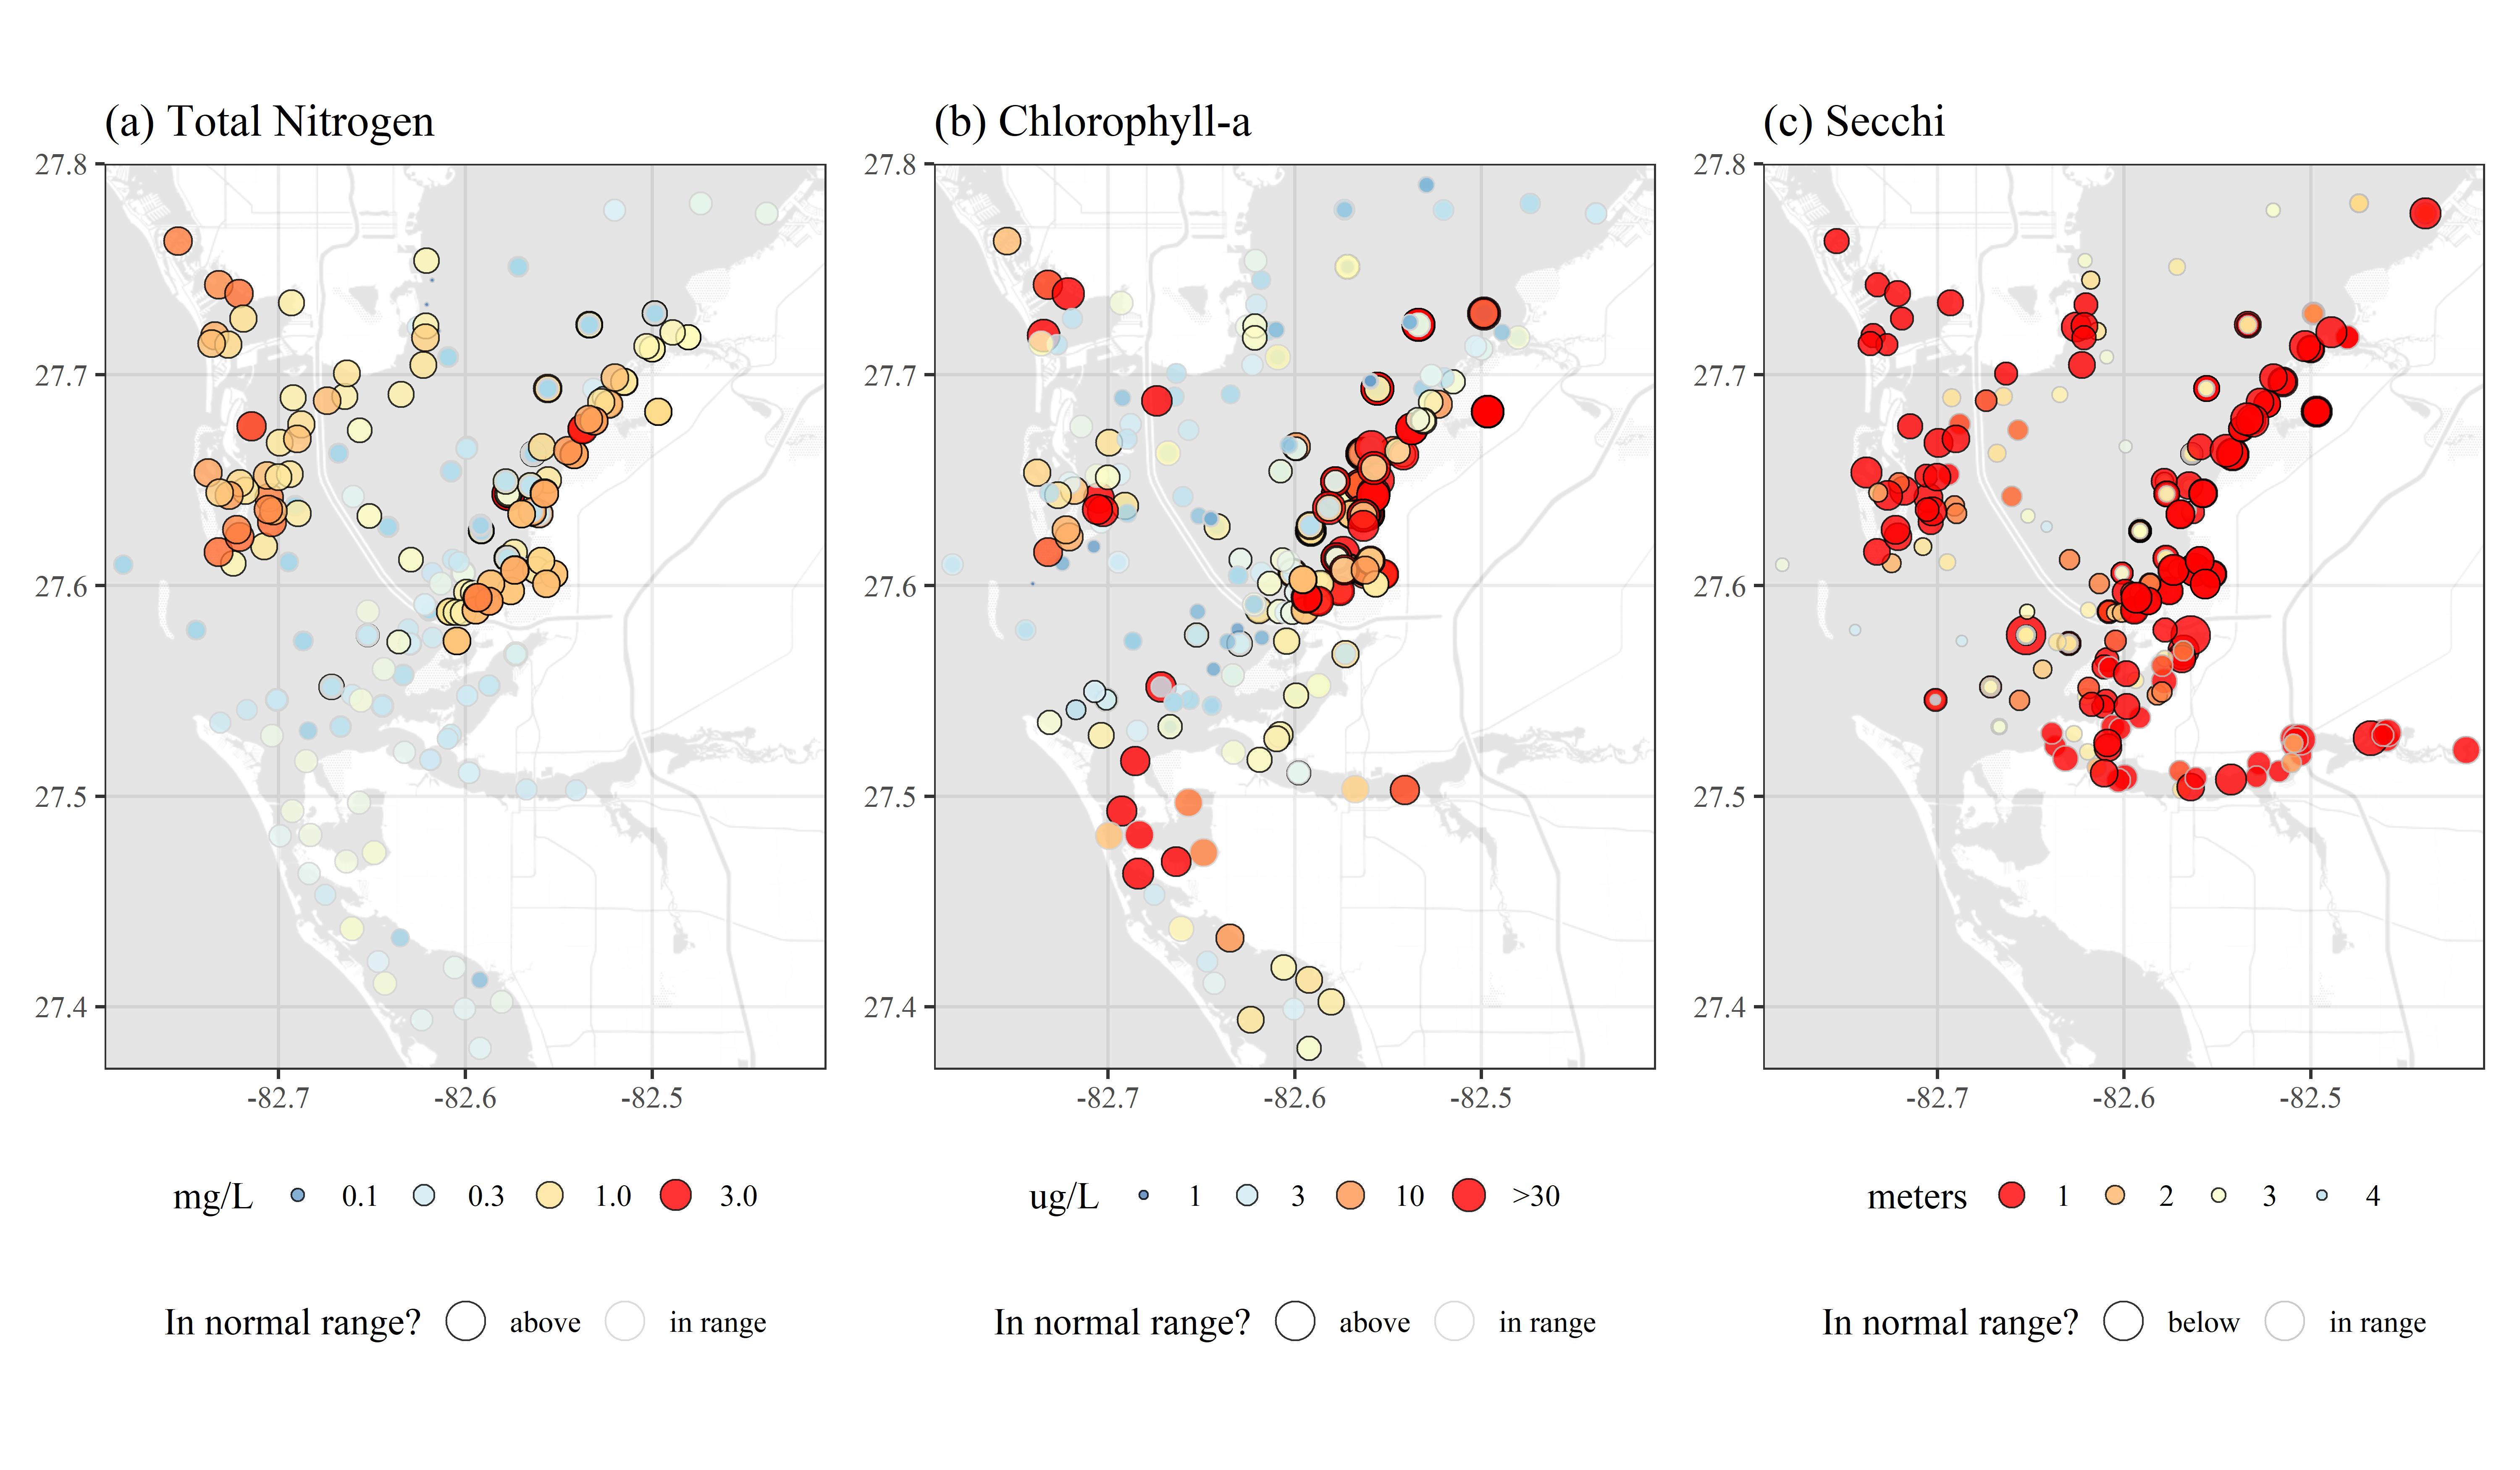 (a) Total Nitrogen (b) Chlorophyll-a (c) Secchi
27.8 27.8 27.8
27.7 27.7 27.7
27.6 27.6 27.6
27.5 27.5 27.5
27.4 27.4 27.4
-82.7 -82.6 -82.5 -82.7 -82.6 -82.5 -82.7 -82.6 -82.5
mg/L 0.1 0.3 1.0 3.0 ug/L 1 3 10 >30 meters 1 2 3 4
In normal range? above in range In normal range? above in range In normal range? below in range